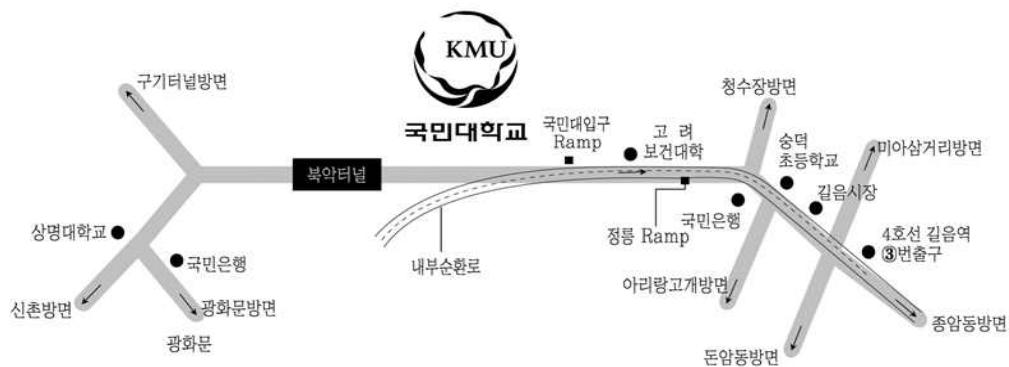 KMU
국민대학교
구기터널방면
북악터널
상명대학교
국민은행
신촌방면
광화문방면
광화문
내부순환로
국민대입구
Ramp
고 려
보건대학
정릉 Ramp
국민은행
청수장방면
숭덕
초등학교
길음시장
미아삼거리방면
4호선 길음역
③번출구
아리랑고개방면
돈암동방면
종암동방면